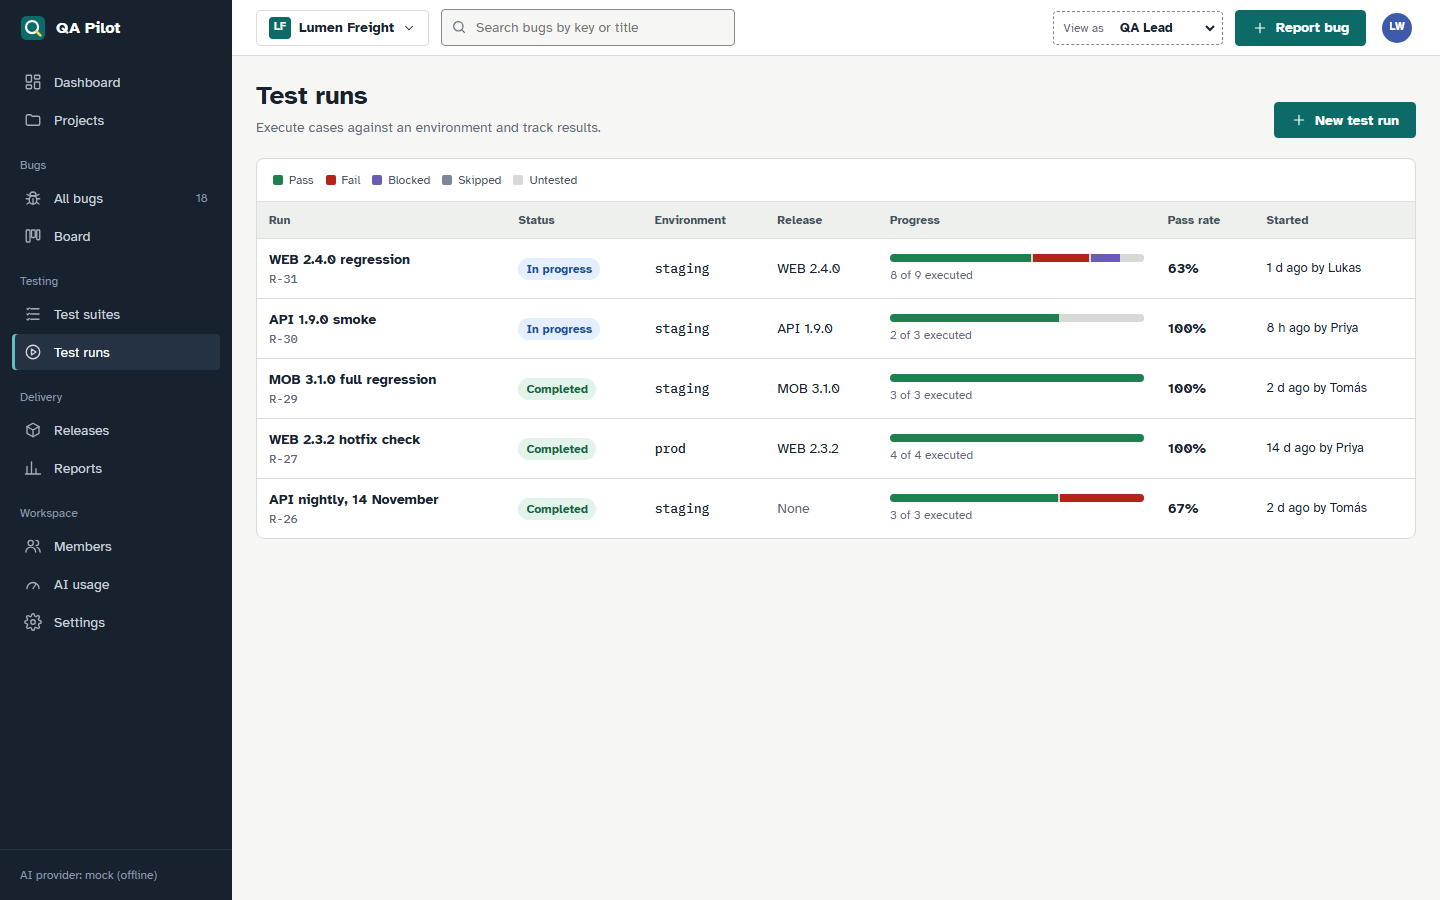 QA Pilot
Dashboard
Projects
Bugs
All bugs 18
Board
Testing
Test suites
Test runs
Delivery
Releases
Reports
Workspace
Members
AI usage
Settings
AI provider: mock (offline)
LF Lumen Freight
Search bugs by key or title
View as QA Lead
Report bug
LW
Test runs
Execute cases against an environment and track results.
New test run
Pass Fail Blocked Skipped Untested
Run Status Environment Release Progress Pass rate Started
WEB 2.4.0 regression
R-31
In progress staging WEB 2.4.0
8 of 9 executed
63% 1 d ago by Lukas
API 1.9.0 smoke
R-30
In progress staging API 1.9.0
2 of 3 executed
100% 8 h ago by Priya
MOB 3.1.0 full regression
R-29
Completed staging MOB 3.1.0
3 of 3 executed
100% 2 d ago by Tomás
WEB 2.3.2 hotfix check
R-27
Completed prod WEB 2.3.2
4 of 4 executed
100% 14 d ago by Priya
API nightly, 14 November
R-26
Completed staging None
3 of 3 executed
67% 2 d ago by Tomás